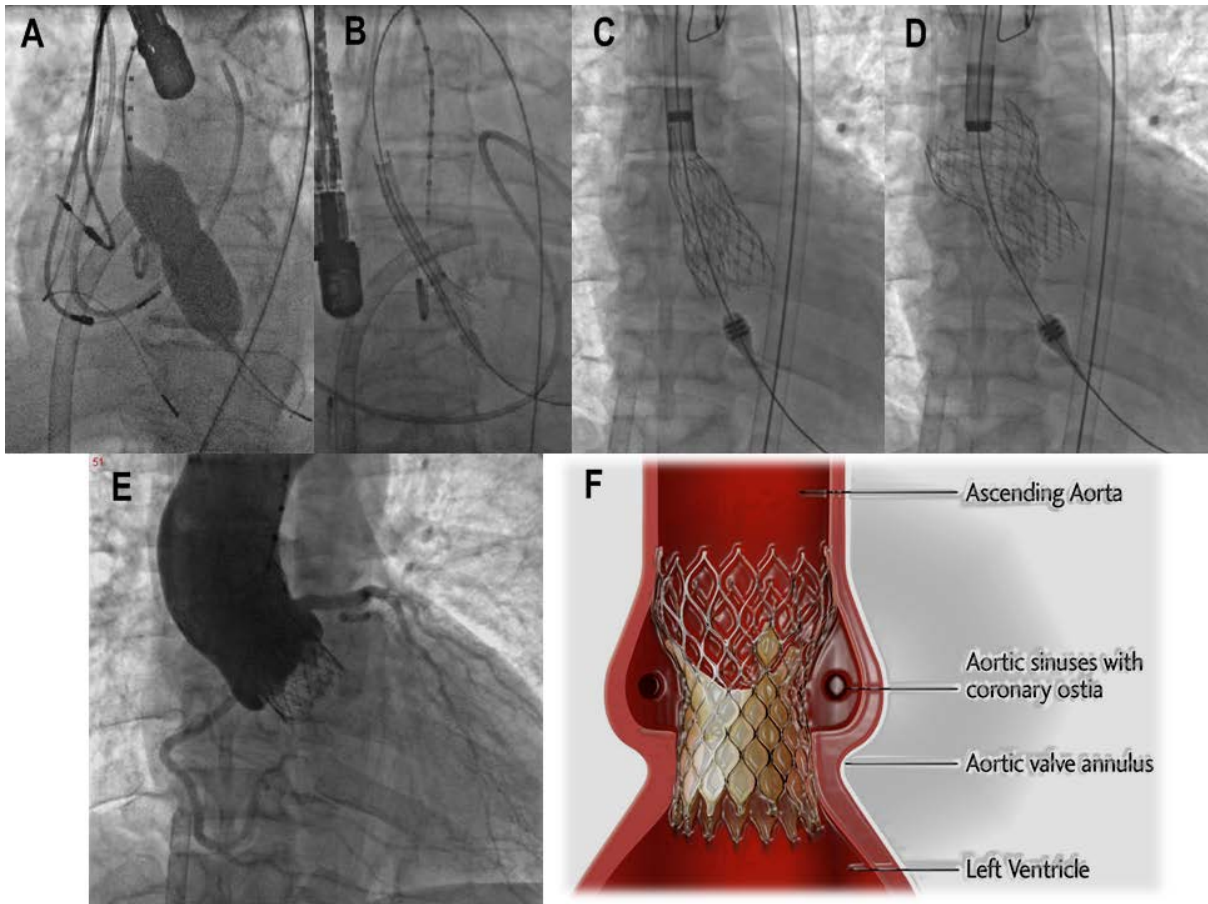 A
B
C
D
51
E
F
Ascending Aorta
Aortic sinuses with
coronary ostia
Aortic valve annulus
Left Ventricle